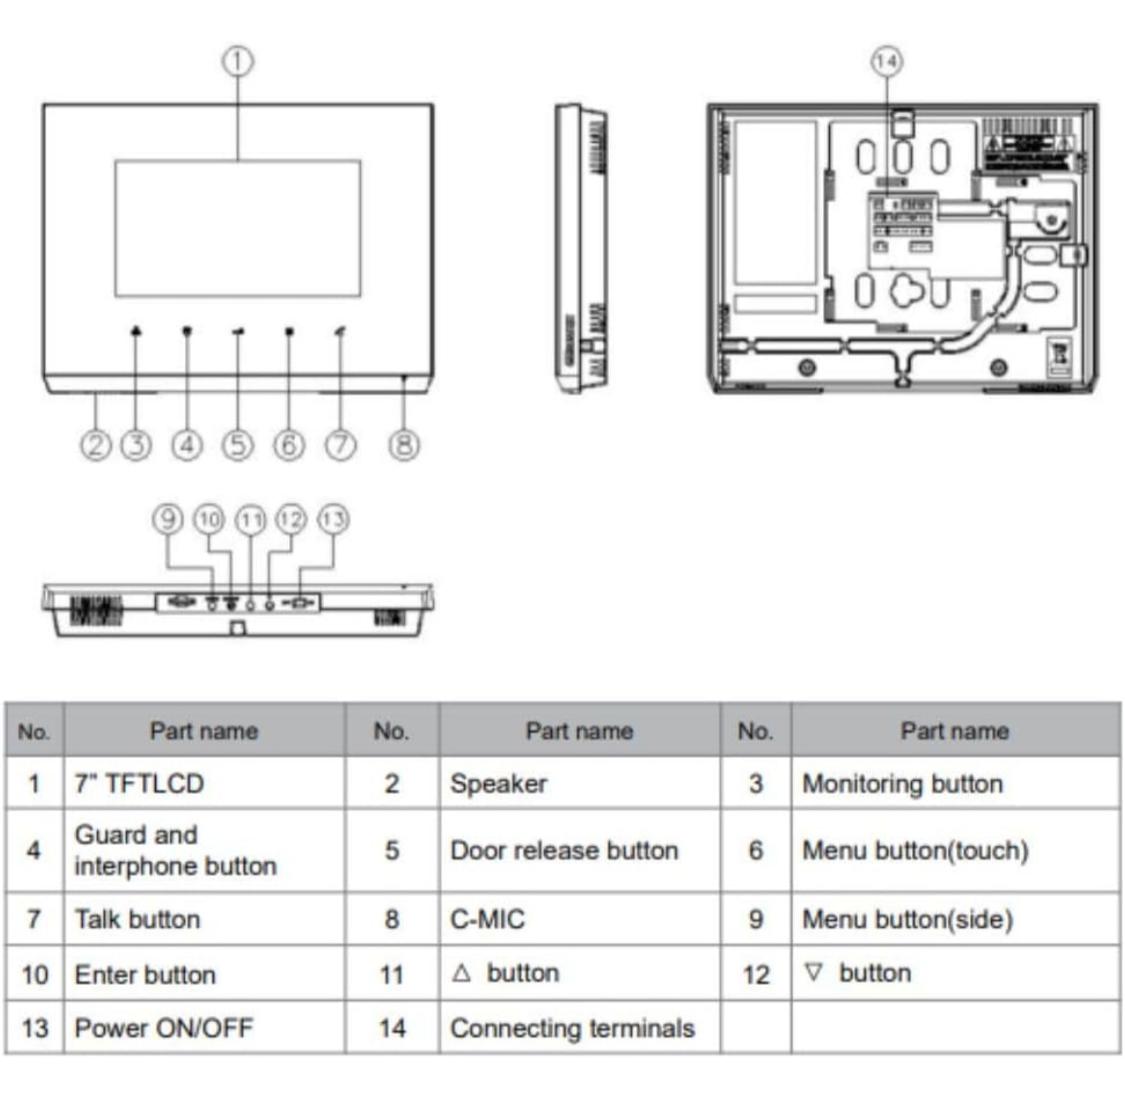 1
14
2 3 4 5 6 7 8
9 10 11 12 13
No. Part name No. Part name No. Part name
1 7" TFTLCD 2 Speaker 3 Monitoring button
4 Guard and
interphone button 5 Door release button 6 Menu button(touch)
7 Talk button 8 C-MIC 9 Menu button(side)
10 Enter button 11 △ button 12 ▽ button
13 Power ON/OFF 14 Connecting terminals